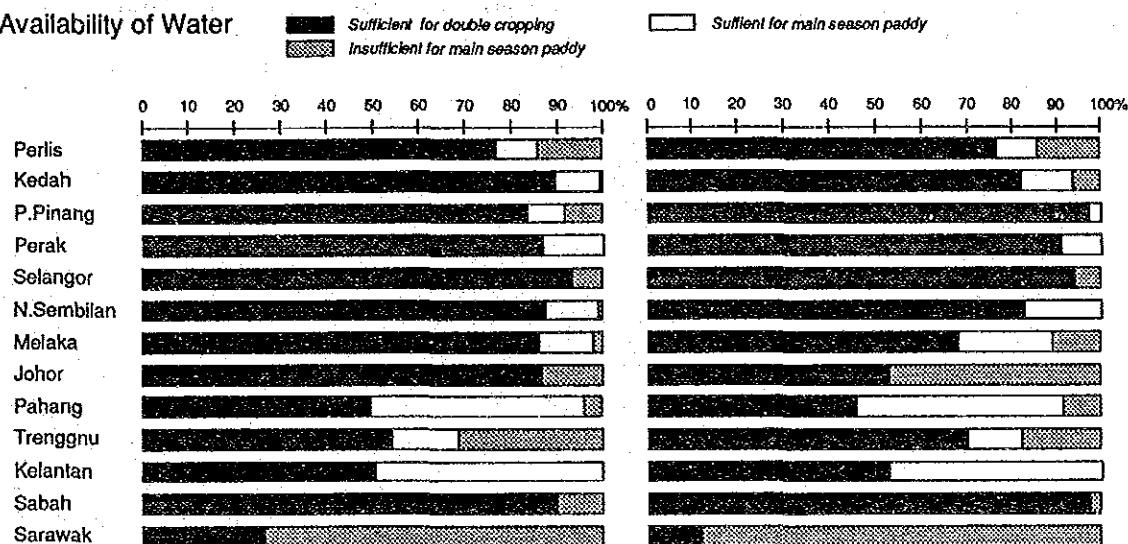 Availability of Water
Sufficient for double cropping
Suffient for main season paddy
Insufficient for main season paddy
0 10 20 30 40 50 60 70 80 90 100%
0 10 20 30 40 50 60 70 80 90 100%
Perlis
Kedah
P.Pinang
Perak
Selangor
N.Sembilan
Melaka
Johor
Pahang
Trenggnu
Kelantan
Sabah
Sarawak